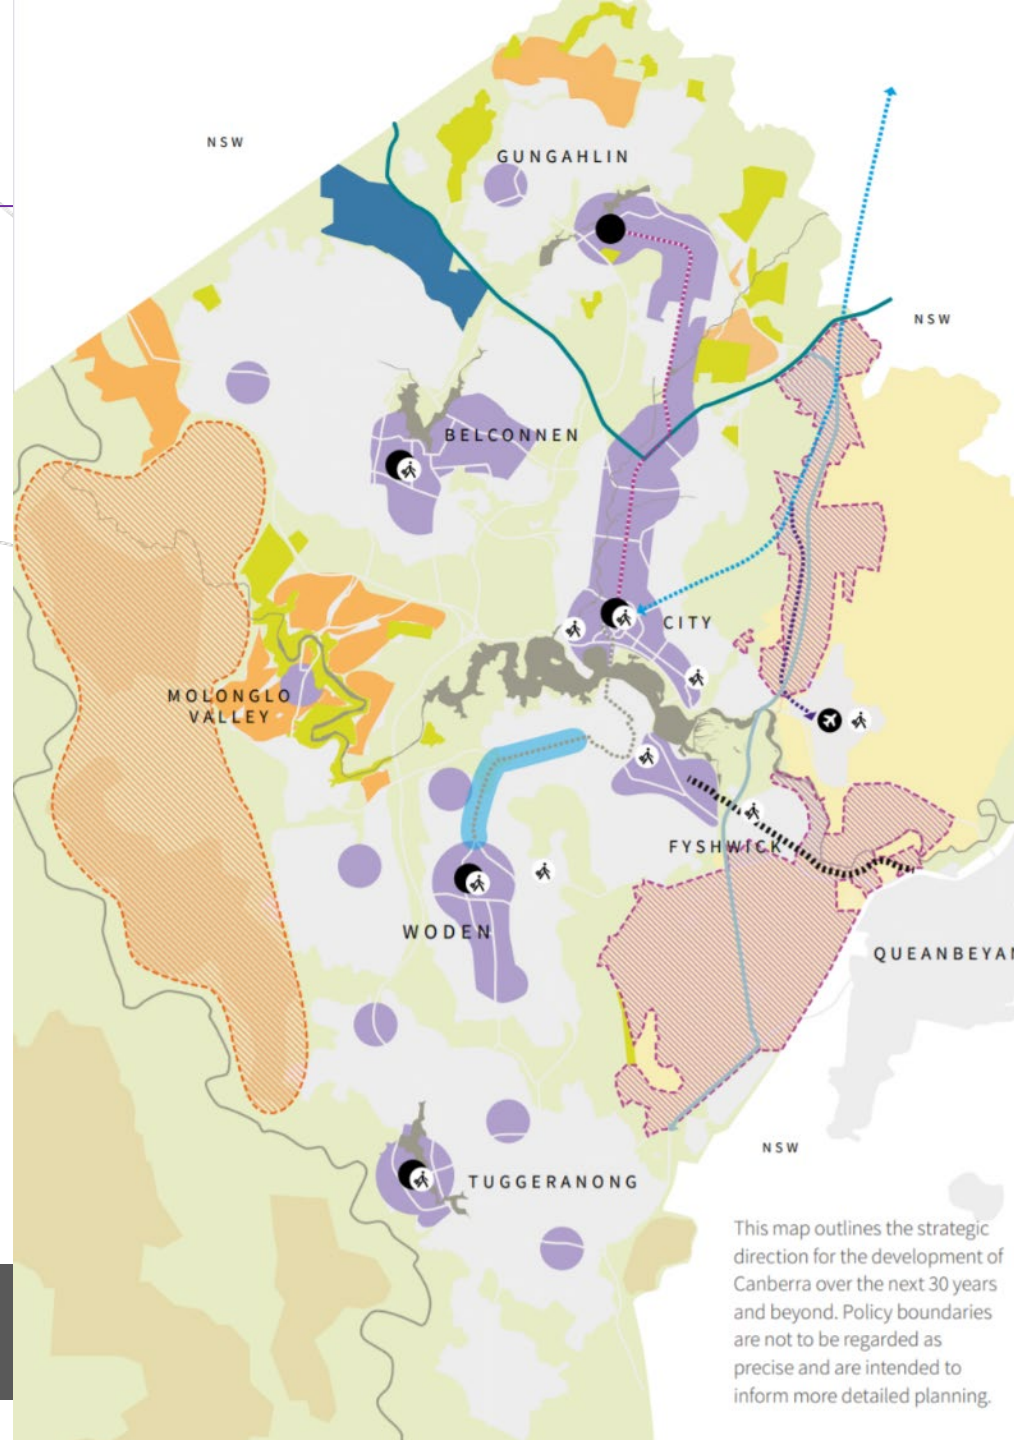 NSW
GUNGAHLIN
NSW
BELCONNEN
CITY
MOLONGLO
VALLEY
FYSHWICK
WODEN
QUEANBEYAN
NSW
TUGGERANONG
This map outlines the strategic
direction for the development of
Canberra over the next 30 years
and beyond. Policy boundaries
are not to be regarded as
precise and are intended to
inform more detailed planning.